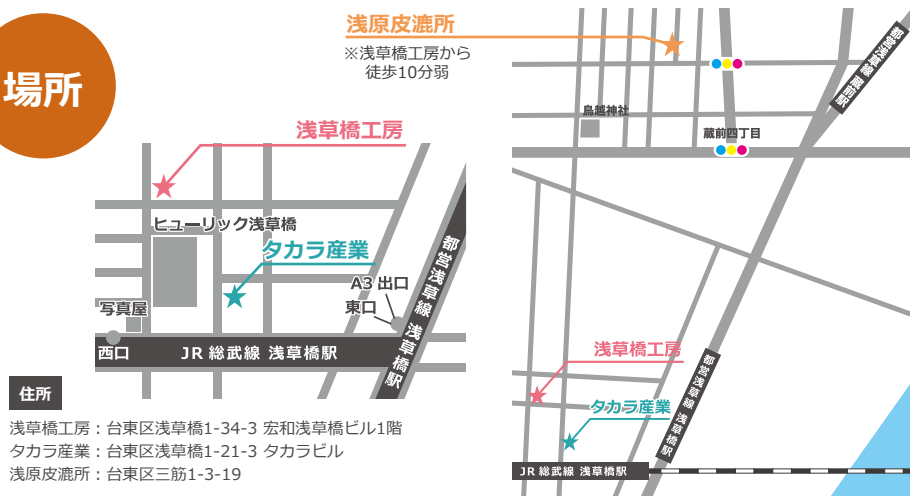 場所
浅原皮漉所
※浅草橋工房から
徒歩10分弱
浅草橋工房
ヒューリック浅草橋
タカラ産業
A3 出口
東口
写真屋
西口
JR 総武線 浅草橋駅
都営浅草線 浅草橋駅
都営浅草線 蔵前駅
鳥越神社
蔵前四丁目
浅草橋工房
タカラ産業
都営浅草線 浅草橋駅
JR 総武線 浅草橋駅
住所
浅草橋工房：台東区浅草橋1-34-3 宏和浅草橋ビル1階
タカラ産業：台東区浅草橋1-21-3 タカラビル
浅原皮漉所：台東区三筋1-3-19